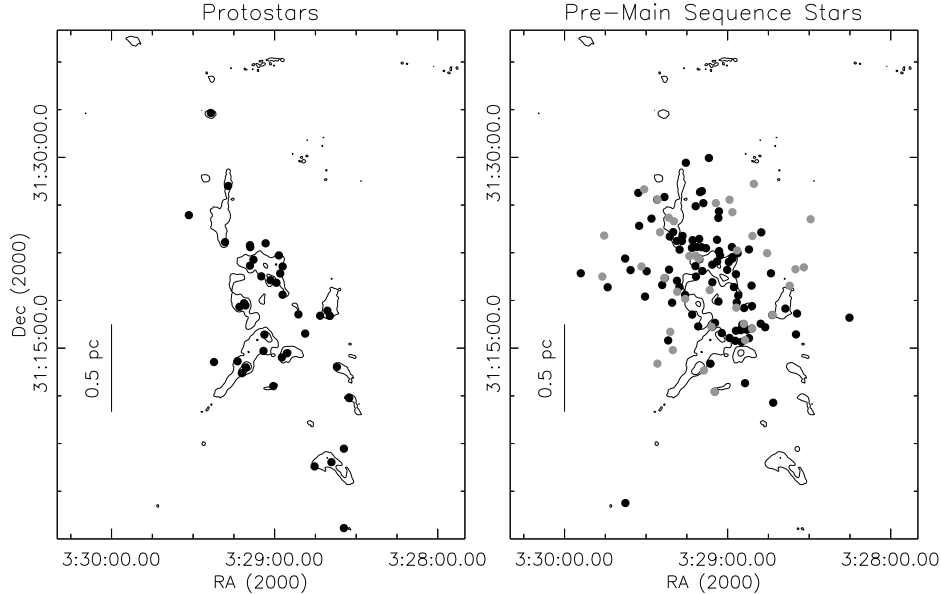 Protostars
Pre-Main Sequence Stars
31:30:00.0
31:15:00.0
Dec (2000)
0.5 pc
3:30:00.00
3:29:00.00
3:28:00.00
RA (2000)
31:30:00.0
31:15:00.0
0.5 pc
3:30:00.00
3:29:00.00
3:28:00.00
RA (2000)